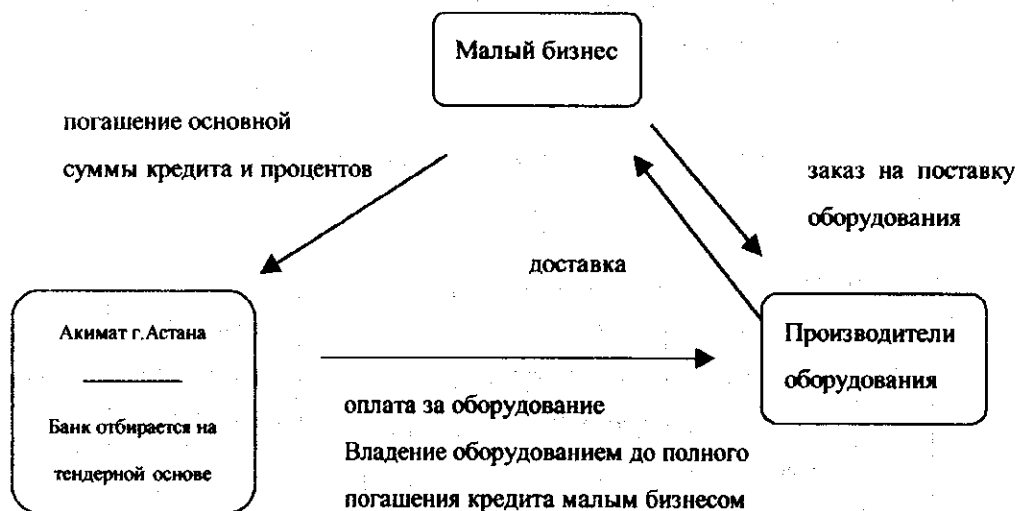 Малый бизнес
погашение основной
суммы кредита и процентов
заказ на поставку
оборудования
доставка
Акимат г.Астана
Банк отбирается на
тендерной основе
Производители
оборудования
оплата за оборудование
Владение оборудованием до полного
погашения кредита малым бизнесом